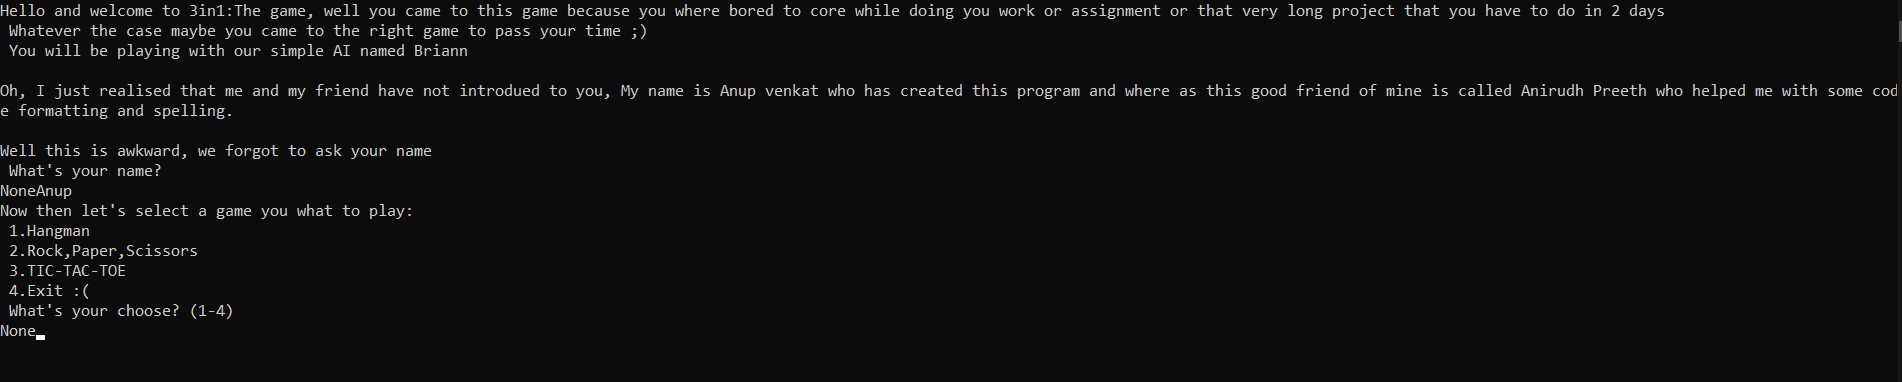 Hello and welcome to 3in1:The game, well you came to this game because you where bored to core while doing you work or assignment or that very long project that you have to do in 2 days
Whatever the case maybe you came to the right game to pass your time ;)
You will be playing with our simple AI named Briann
Oh, I just realised that me and my friend have not introdued to you, My name is Anup venkat who has created this program and where as this good friend of mine is called Anirudh Preeth who helped me with some cod
e formatting and spelling.
Well this is awkward, we forgot to ask your name
What's your name?
NoneAnup
Now then let's select a game you what to play:
1.Hangman
2.Rock,Paper,Scissors
3.TIC-TAC-TOE
4.Exit :(
What's your choose? (1-4)
None